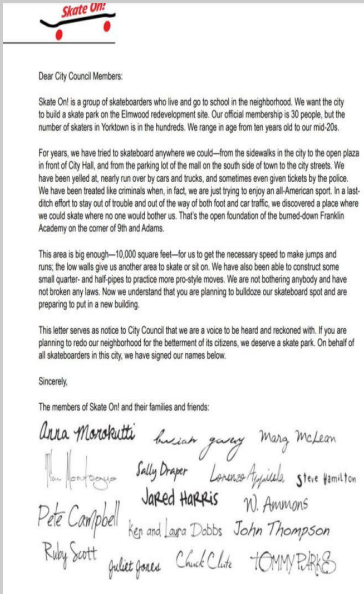 Skate On!
Dear City Council Members:
Skate On! is a group of skateboarders who live and go to school in the neighborhood. We want the city
to build a skate park on the Elmwood redevelopment site. Our official membership is 30 people, but the
number of skaters in Yorktown is in the hundreds. We range in age from ten years old to our mid-20s.
For years, we have tried to skateboard anywhere we could—from the sidewalks in the city to the open plaza
in front of City Hall, and from the parking lot of the mall on the south side of town to the city streets. We
have been yelled at, nearly run over by cars and trucks, and sometimes even given tickets by the police.
We have been treated like criminals when, in fact, we are just trying to enjoy an all-American sport. In a last-
ditch effort to stay out of trouble and out of the way of both foot and car traffic, we discovered a place where
we could skate where no one would bother us. That's the open foundation of the burned-down Franklin
Academy on the corner of 9th and Adams.
This area is big enough—10,000 square feet—for us to get the necessary speed to make jumps and
runs; the low walls give us another area to skate or sit on. We have also been able to construct some
small quarter- and half-pipes to practice more pro-style moves. We are not bothering anybody and have
not broken any laws. Now we understand that you are planning to bulldoze our skateboard spot and are
preparing to put in a new building.
This letter serves as notice to City Council that we are a voice to be heard and reckoned with. If you are
planning to redo our neighborhood for the betterment of its citizens, we deserve a skate park. On behalf of
all skateboarders in this city, we have signed our names below.
Sincerely,
The members of Skate On! and their families and friends:
Anna Morokutti Marg McLean
Sally Draper Lorenzo Steve Hamilton
Jared Harris W. Ammons
Pete Campbell Ken and Laura Dobbs John Thompson
Ruby Scott Juliet Jones Chuck Clute Tommy Parks